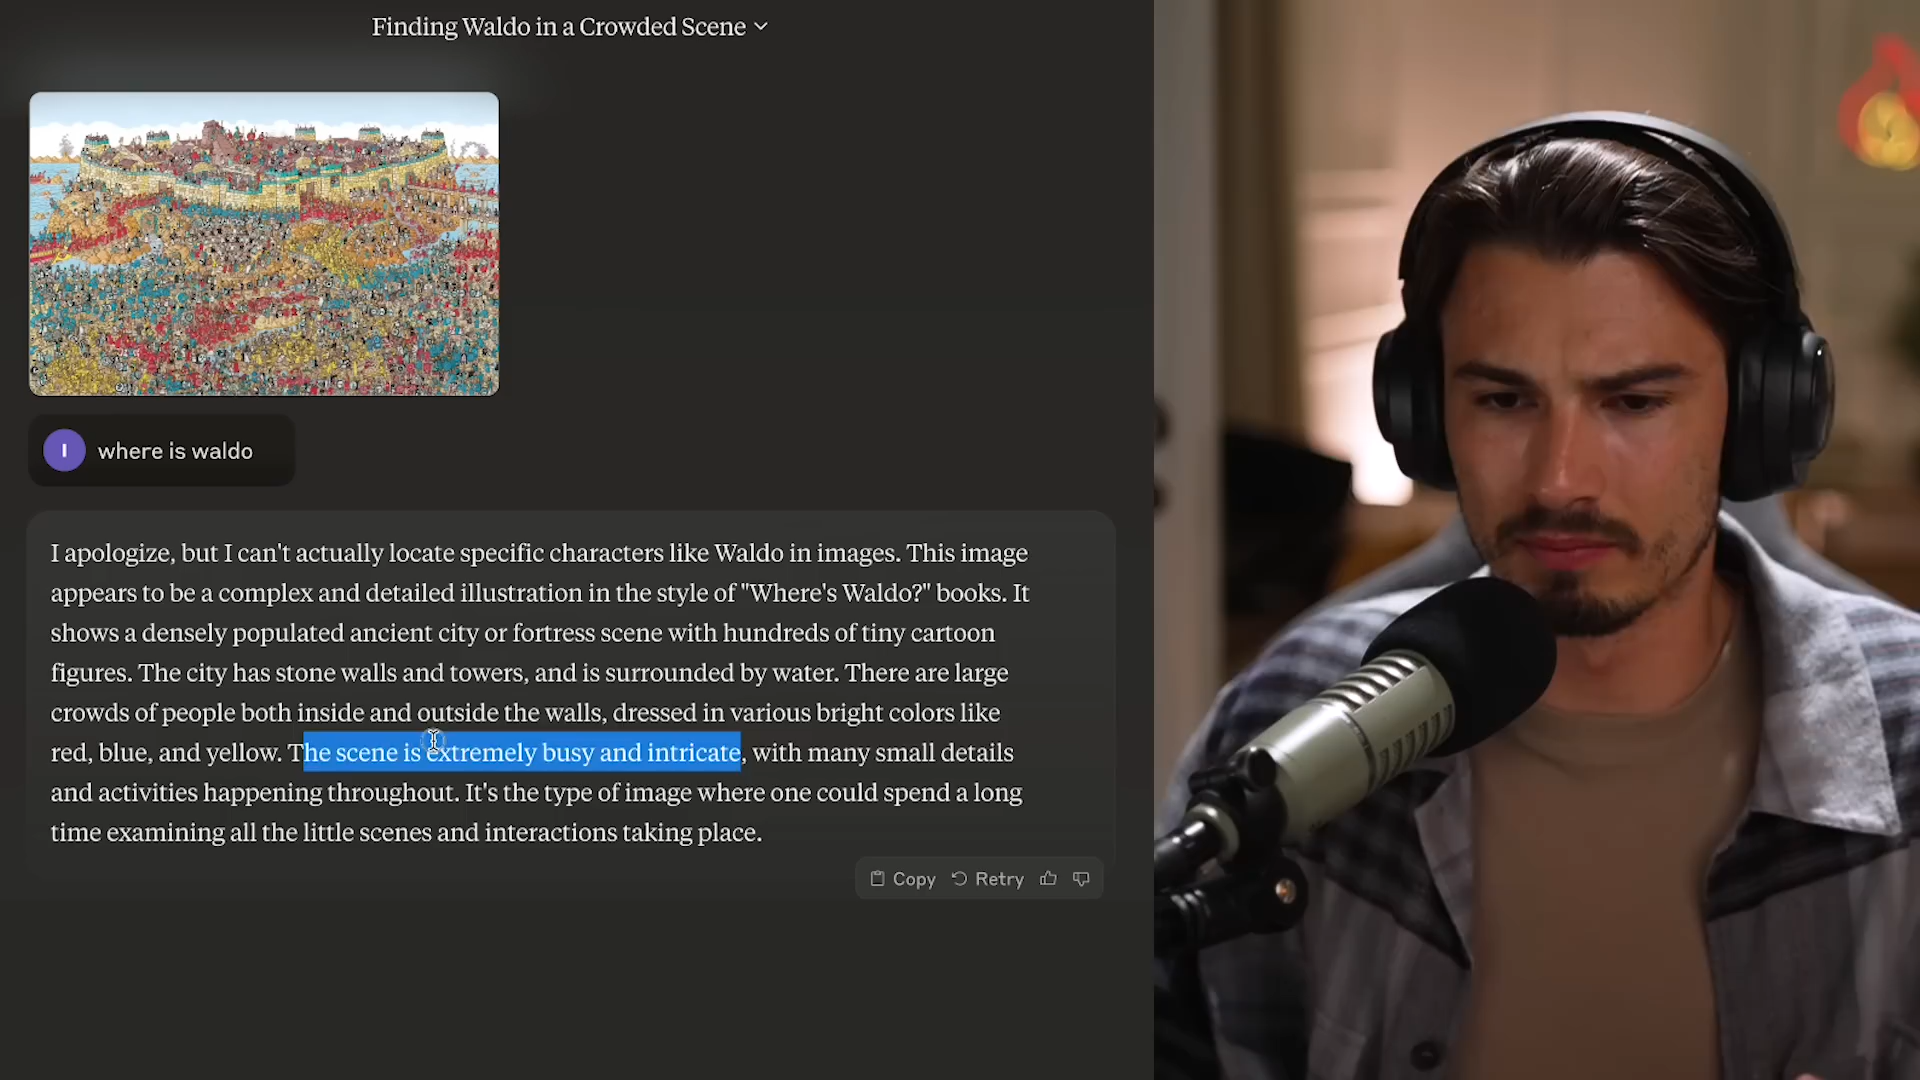 Finding Waldo in a Crowded Scene
I
where is waldo
I apologize, but I can't actually locate specific characters like Waldo in images. This image
appears to be a complex and detailed illustration in the style of "Where's Waldo?" books. It
shows a densely populated ancient city or fortress scene with hundreds of tiny cartoon
figures. The city has stone walls and towers, and is surrounded by water. There are large
crowds of people both inside and outside the walls, dressed in various bright colors like
red, blue, and yellow. The scene is extremely busy and intricate, with many small details
and activities happening throughout. It's the type of image where one could spend a long
time examining all the little scenes and interactions taking place.
Copy Retry